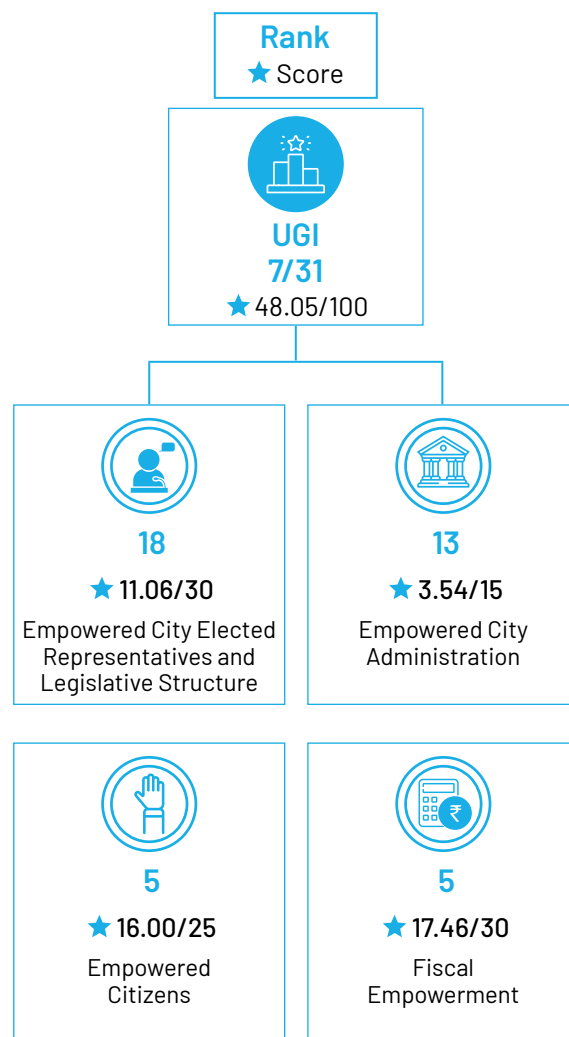 Rank
★ Score
UGI
7/31
★ 48.05/100
18
★ 11.06/30
Empowered City Elected
Representatives and
Legislative Structure
13
★ 3.54/15
Empowered City
Administration
5
★ 16.00/25
Empowered
Citizens
₹
5
★ 17.46/30
Fiscal
Empowerment